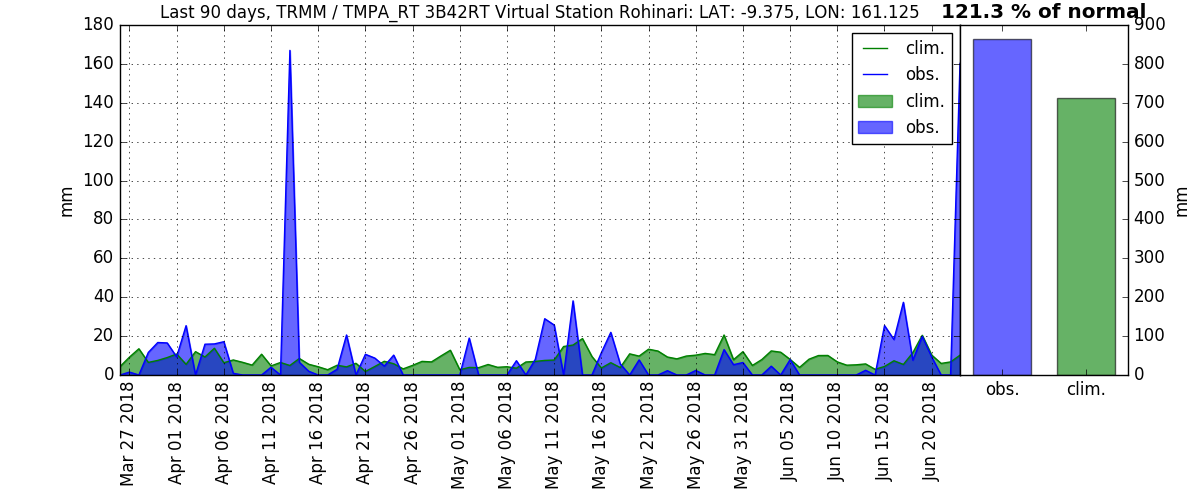 Last 90 days, TRMM / TMPA_RT 3B42RT Virtual Station Rohinari: LAT: -9.375, LON: 161.125
121.3 % of normal
180
160
140
120
100
80
60
40
20
0
mm
clim.
obs.
clim.
obs.
900
800
700
600
500
400
300
200
100
0
mm
Mar 27 2018
Apr 01 2018
Apr 06 2018
Apr 11 2018
Apr 16 2018
Apr 21 2018
Apr 26 2018
May 01 2018
May 06 2018
May 11 2018
May 16 2018
May 21 2018
May 26 2018
May 31 2018
Jun 05 2018
Jun 10 2018
Jun 15 2018
Jun 20 2018
obs.
clim.